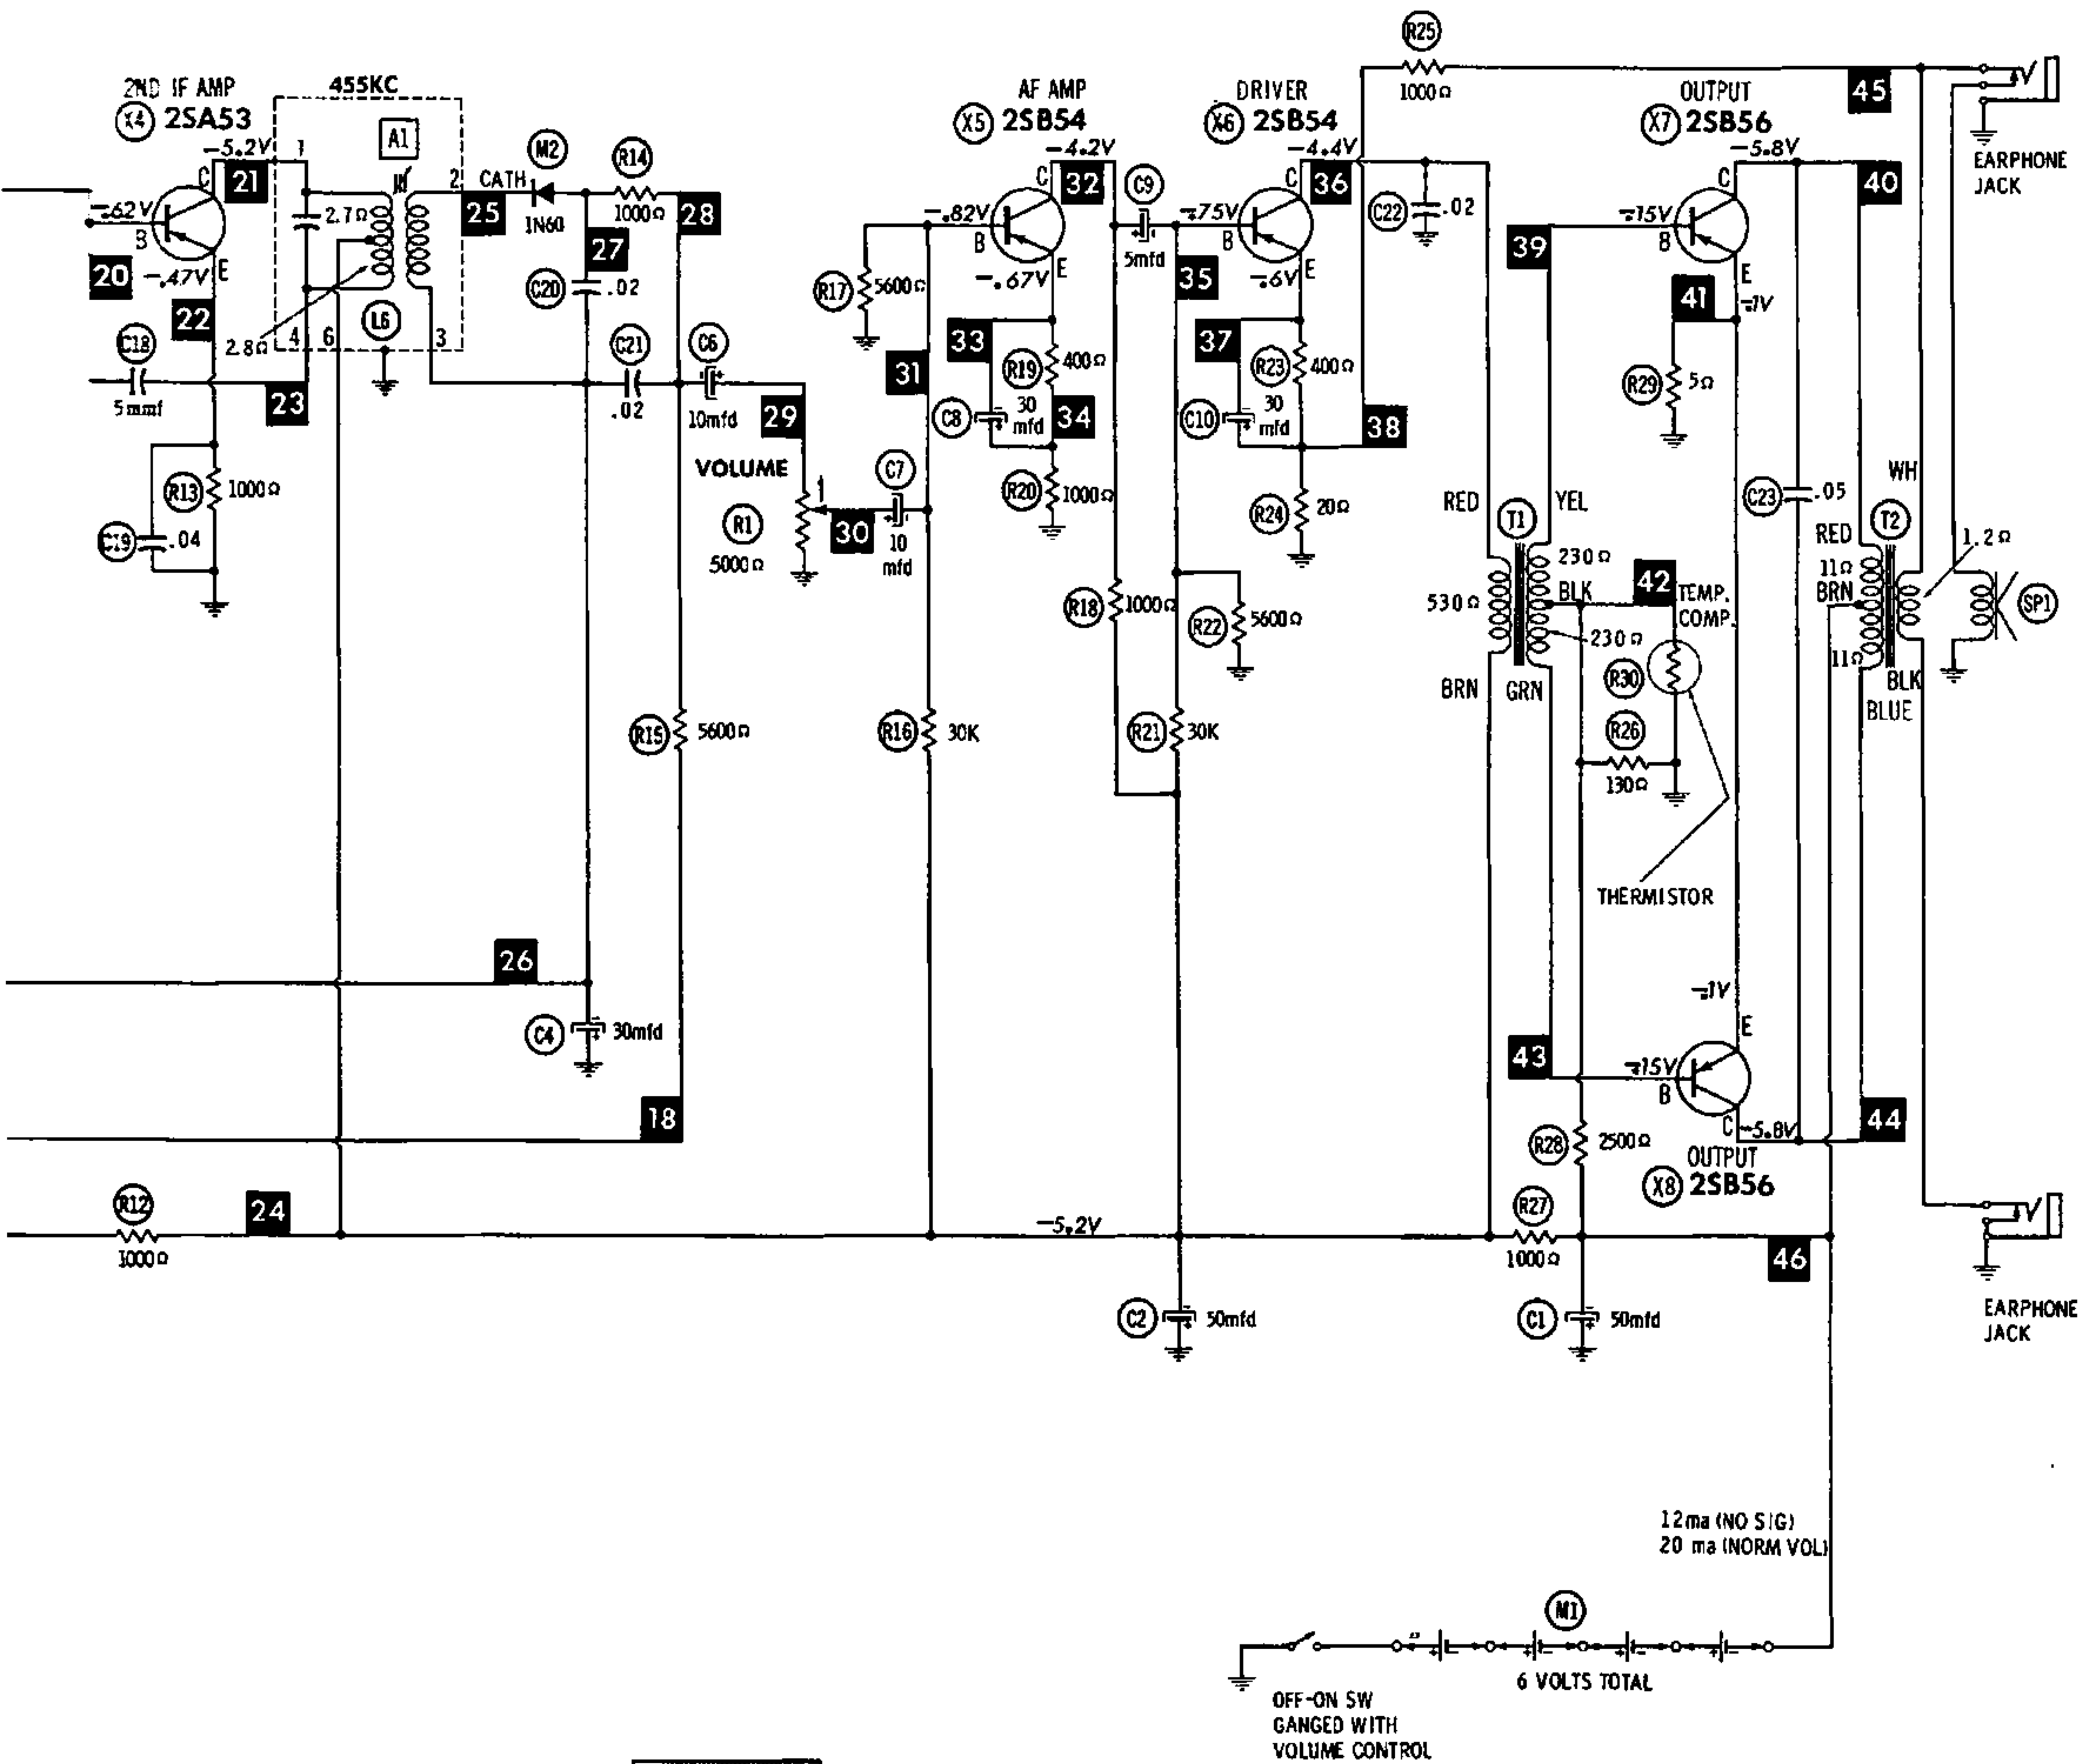 R25
1000Ω
45
EARPHONE
JACK
2ND IF AMP
X4 2SA53
455KC
A1
-5.2V
1
C
21
2.7Ω
2
CATH
25
M2
1N60
R14
1000Ω
28
-.62V
B
20
-.47V
E
22
27
C20
.02
L6
2.8Ω
4
6
3
C18
5mmf
23
C21
.02
C6
10mfd
29
R13
1000Ω
C19
.04
VOLUME
R1
5000Ω
1
30
C7
10
mfd
R15
5600Ω
26
C4
30mfd
18
R12
1000Ω
24
AF AMP
X5 2SB54
-4.2V
C
32
C9
5mfd
-.82V
B
-.67V
E
R17
5600Ω
31
33
R19
400Ω
C8
30
mfd
34
R20
1000Ω
R18
1000Ω
R16
30K
DRIVER
X6 2SB54
-4.4V
C
36
C22
.02
-.75V
B
35
-.6V
E
37
R23
400Ω
C10
30
mfd
38
R24
20Ω
R22
5600Ω
R21
30K
-5.2V
C2
50mfd
OUTPUT
X7 2SB56
-5.8V
C
40
39
-.15V
B
E
41
-.1V
R29
5Ω
C23
.05
RED
T1
YEL
230Ω
530Ω
BLK
42
TEMP.
COMP.
230Ω
BRN
GRN
R30
R26
130Ω
THERMISTOR
WH
T2
RED
11Ω
BRN
1.2Ω
11Ω
BLK
BLUE
SP1
-.1V
E
43
-.15V
B
C
-5.8V
44
R28
2500Ω
OUTPUT
X8 2SB56
R27
1000Ω
46
C1
50mfd
EARPHONE
JACK
12ma (NO SIG)
20 ma (NORM VOL)
M1
6 VOLTS TOTAL
OFF-ON SW
GANGED WITH
VOLUME CONTROL